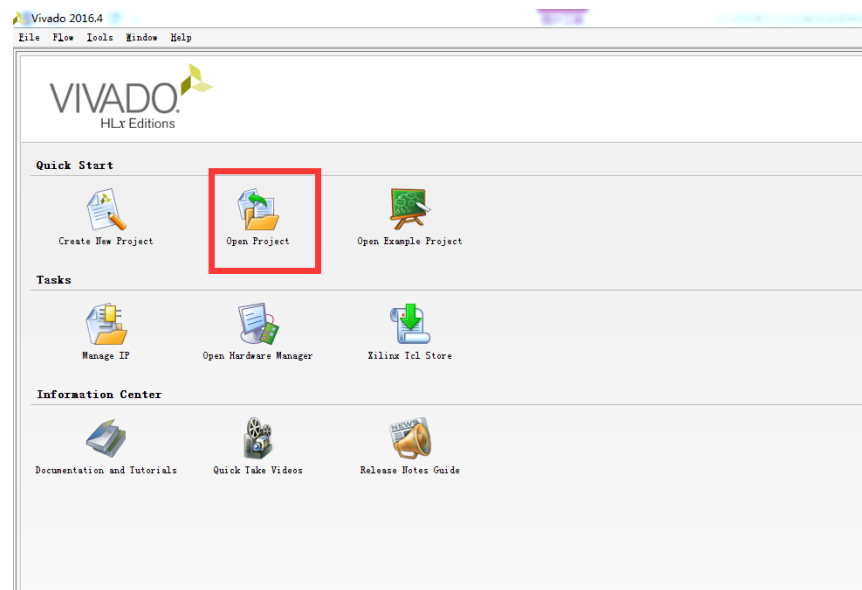 Vivado 2016.4
File Flow Tools Window Help
VIVADO.
HLx Editions
Quick Start
Create New Project
Open Project
Open Example Project
Tasks
Manage IP
Open Hardware Manager
Xilinx Tcl Store
Information Center
NEWS
Documentation and Tutorials
Quick Take Videos
Release Notes Guide